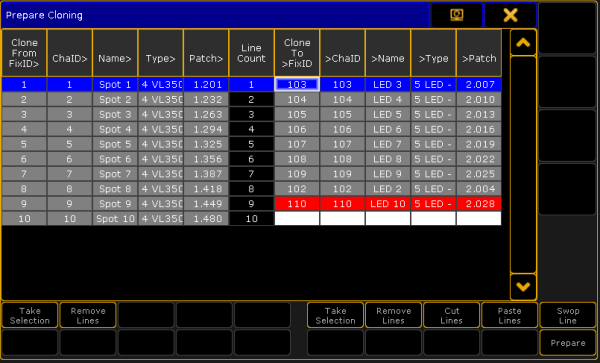 Prepare Cloning
Clone From FixID> ChaID> Name> Type> Patch> Line Count Clone To >FixID >ChaID >Name >Type >Patch
1 1 Spot 1 4 VL350 1.201 1 103 103 LED 3 5 LED - 2.007
2 2 Spot 2 4 VL350 1.232 2 104 104 LED 4 5 LED - 2.010
3 3 Spot 3 4 VL350 1.263 3 105 105 LED 5 5 LED - 2.013
4 4 Spot 4 4 VL350 1.294 4 106 106 LED 6 5 LED - 2.016
5 5 Spot 5 4 VL350 1.325 5 107 107 LED 7 5 LED - 2.019
6 6 Spot 6 4 VL350 1.356 6 108 108 LED 8 5 LED - 2.022
7 7 Spot 7 4 VL350 1.387 7 109 109 LED 9 5 LED - 2.025
8 8 Spot 8 4 VL350 1.418 8 102 102 LED 2 5 LED - 2.004
9 9 Spot 9 4 VL350 1.449 9 110 110 LED 10 5 LED - 2.028
10 10 Spot 10 4 VL350 1.480 10
Take Selection Remove Lines Take Selection Remove Lines Cut Lines Paste Lines Swop Line
Prepare